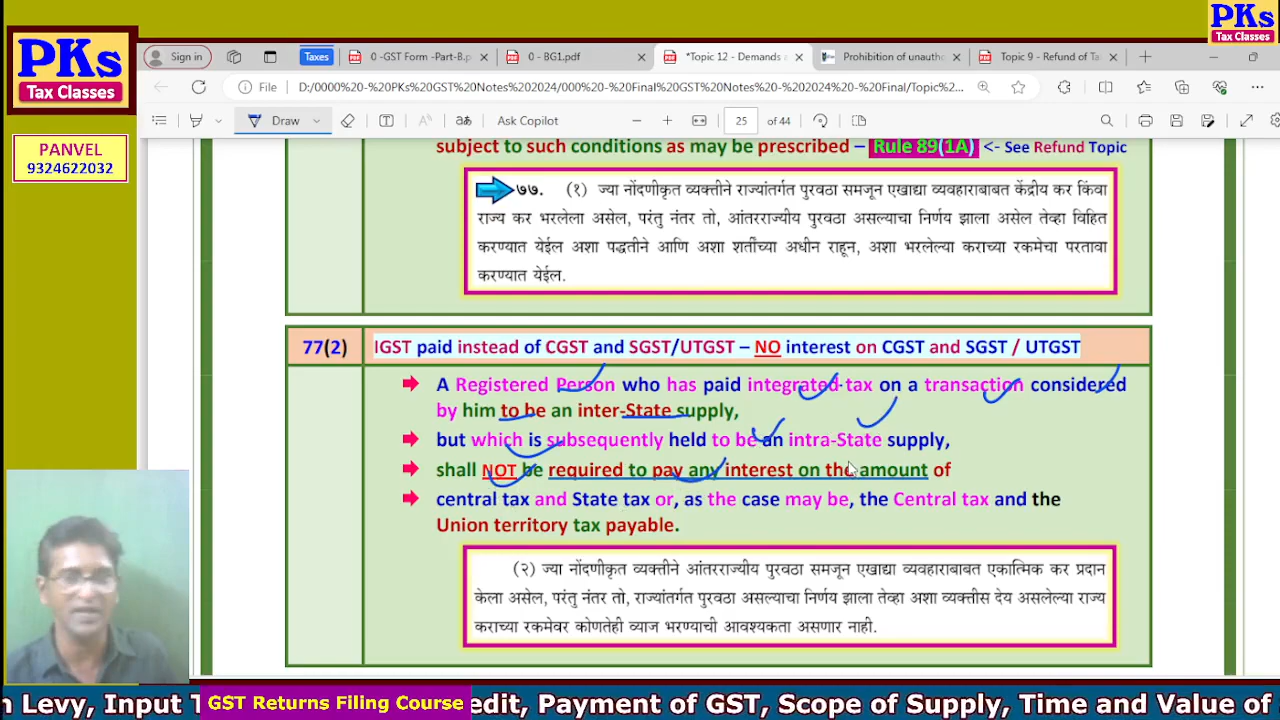 PKs
Tax Classes
PANVEL
9324622032
PKs
Tax Classes
Sign in
Taxes
0 -GST Form -Part-B.p
0 - BG1.pdf
*Topic 12 - Demands a
Prohibition of unautho
Topic 9 - Refund of Ta
File
D:/0000%20-%20PKs%20GST%20Notes%202024/000%20-%20Final%20GST%20Notes%202024%20-%20Final/Topic%2...
Draw
Ask Copilot
25 of 44
subject to such conditions as may be prescribed – Rule 89(1A) <- See Refund Topic
७७. (१) ज्या नोंदणीकृत व्यक्तीने राज्यांतर्गत पुरवठा समजून एखाद्या व्यवहाराबाबत केंद्रीय कर किंवा
राज्य कर भरलेला असेल, परंतु नंतर तो, आंतरराज्यीय पुरवठा असल्याचा निर्णय झाला असेल तेव्हा विहित
करण्यात येईल अशा पद्धतीने आणि अशा शर्तींच्या अधीन राहून, अशा भरलेल्या कराच्या रकमेचा परतावा
करण्यात येईल.
77(2) IGST paid instead of CGST and SGST/UTGST – NO interest on CGST and SGST / UTGST
A Registered Person who has paid integrated tax on a transaction considered
by him to be an inter-State supply,
but which is subsequently held to be an intra-State supply,
shall NOT be required to pay any interest on the amount of
central tax and State tax or, as the case may be, the Central tax and the
Union territory tax payable.
(२) ज्या नोंदणीकृत व्यक्तीने आंतरराज्यीय पुरवठा समजून एखाद्या व्यवहाराबाबत एकात्मिक कर प्रदान
केला असेल, परंतु नंतर तो, राज्यांतर्गत पुरवठा असल्याचा निर्णय झाला तेव्हा अशा व्यक्तीस देय असलेल्या राज्य
कराच्या रकमेवर कोणतेही व्याज भरण्याची आवश्यकता असणार नाही.
n Levy, Input T GST Returns Filing Course edit, Payment of GST, Scope of Supply, Time and Value of